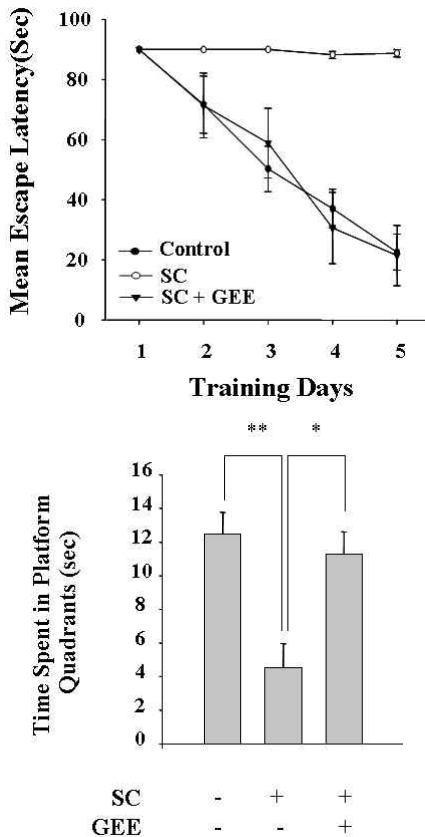 Mean Escape Latency(Sec)
100
80
60
40
20
0
Control
SC
SC + GEE
1 2 3 4 5
Training Days
** *
Time Spent in Platform
Quadrants (sec)
16
14
12
10
8
6
4
2
0
SC - + +
GEE - - +